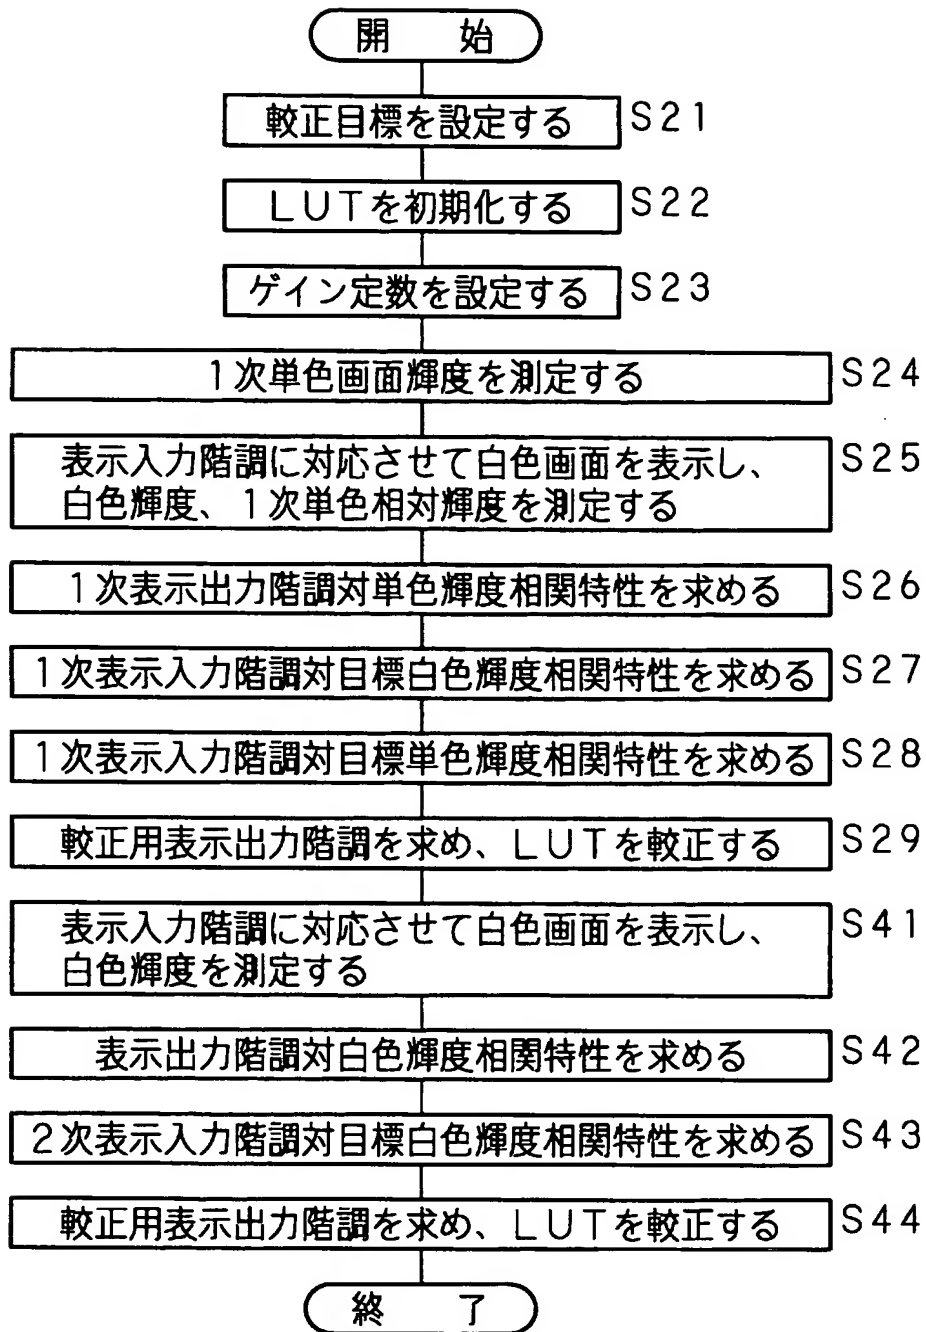 開　始
較正目標を設定する S21
LUTを初期化する S22
ゲイン定数を設定する S23
1次単色画面輝度を測定する S24
表示入力階調に対応させて白色画面を表示し、 S25
白色輝度、1次単色相対輝度を測定する
1次表示出力階調対単色輝度相関特性を求める S26
1次表示入力階調対目標白色輝度相関特性を求める S27
1次表示入力階調対目標単色輝度相関特性を求める S28
較正用表示出力階調を求め、LUTを較正する S29
表示入力階調に対応させて白色画面を表示し、 S41
白色輝度を測定する
表示出力階調対白色輝度相関特性を求める S42
2次表示入力階調対目標白色輝度相関特性を求める S43
較正用表示出力階調を求め、LUTを較正する S44
終　了